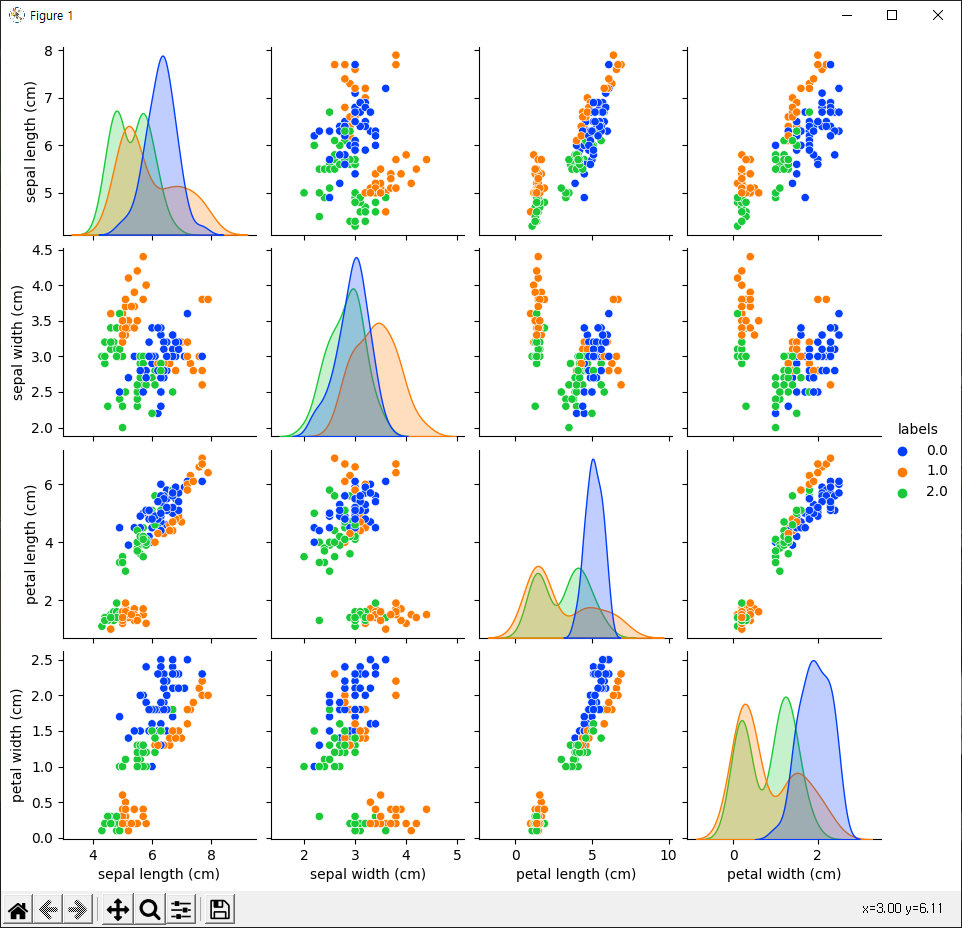 Figure 1
8
7
6
5
sepal length (cm)
4.5
4.0
3.5
3.0
2.5
2.0
sepal width (cm)
labels
0.0
1.0
2.0
6
4
2
petal length (cm)
2.5
2.0
1.5
1.0
0.5
0.0
petal width (cm)
4 6 8
2 3 4 5
0 5 10
0 2
sepal length (cm)
sepal width (cm)
petal length (cm)
petal width (cm)
x=3.00 y=6.11